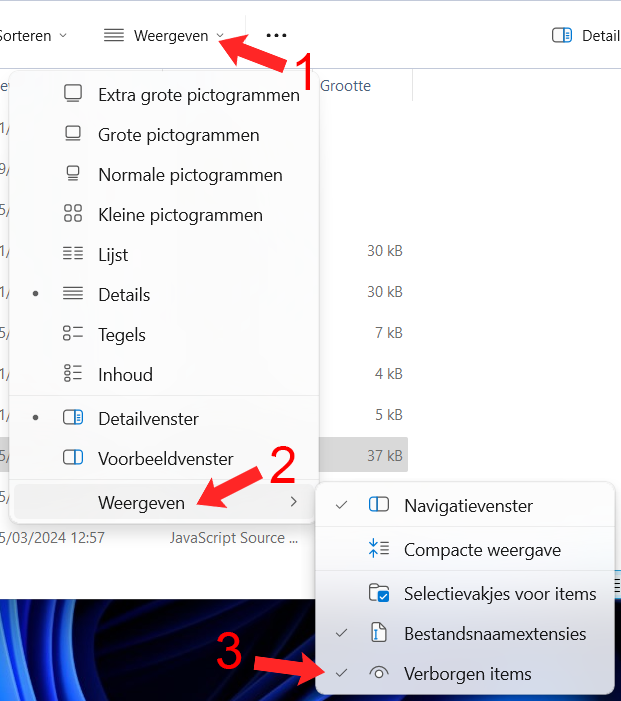 Sorteren
Weergeven
1
Detail
Grootte
Extra grote pictogrammen
Grote pictogrammen
Normale pictogrammen
Kleine pictogrammen
Lijst
30 kB
Details
30 kB
Tegels
7 kB
Inhoud
4 kB
Detailvenster
5 kB
Voorbeeldvenster
37 kB
2
Weergeven
Navigatievenster
5/03/2024 12:57 JavaScript Source ...
Compacte weergave
Selectievakjes voor items
Bestandsnaamextensies
3
Verborgen items